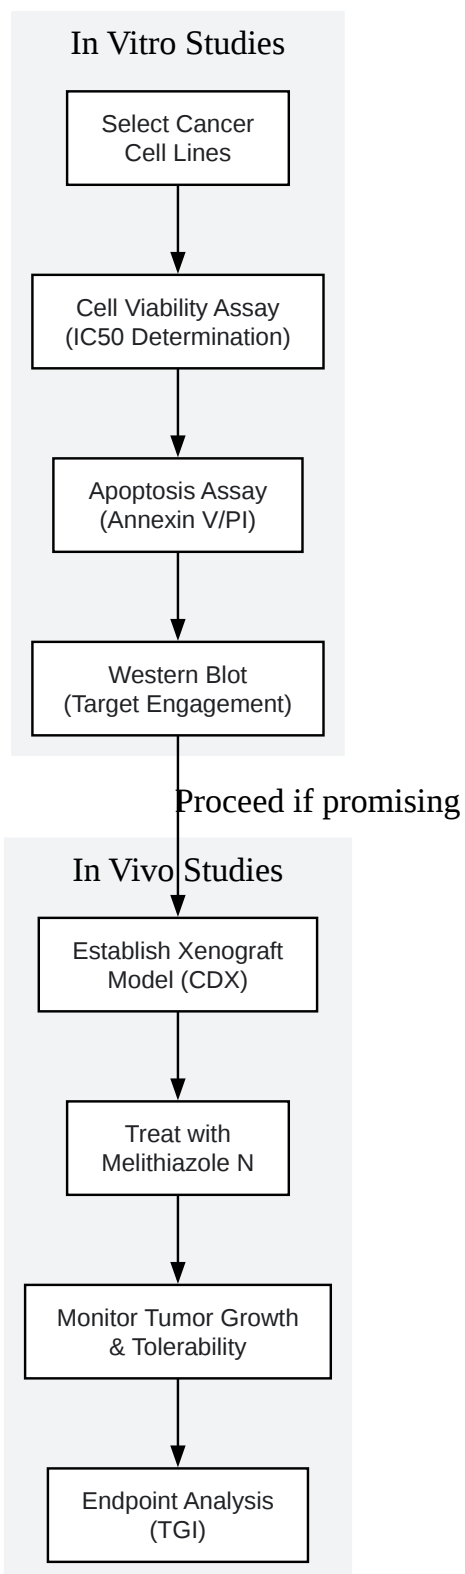 In Vitro Studies
Select Cancer
Cell Lines
Cell Viability Assay
(IC50 Determination)
Apoptosis Assay
(Annexin V/PI)
Western Blot
(Target Engagement)
Proceed if promising
In Vivo Studies
Establish Xenograft
Model (CDX)
Treat with
Melithiazole N
Monitor Tumor Growth
& Tolerability
Endpoint Analysis
(TGI)